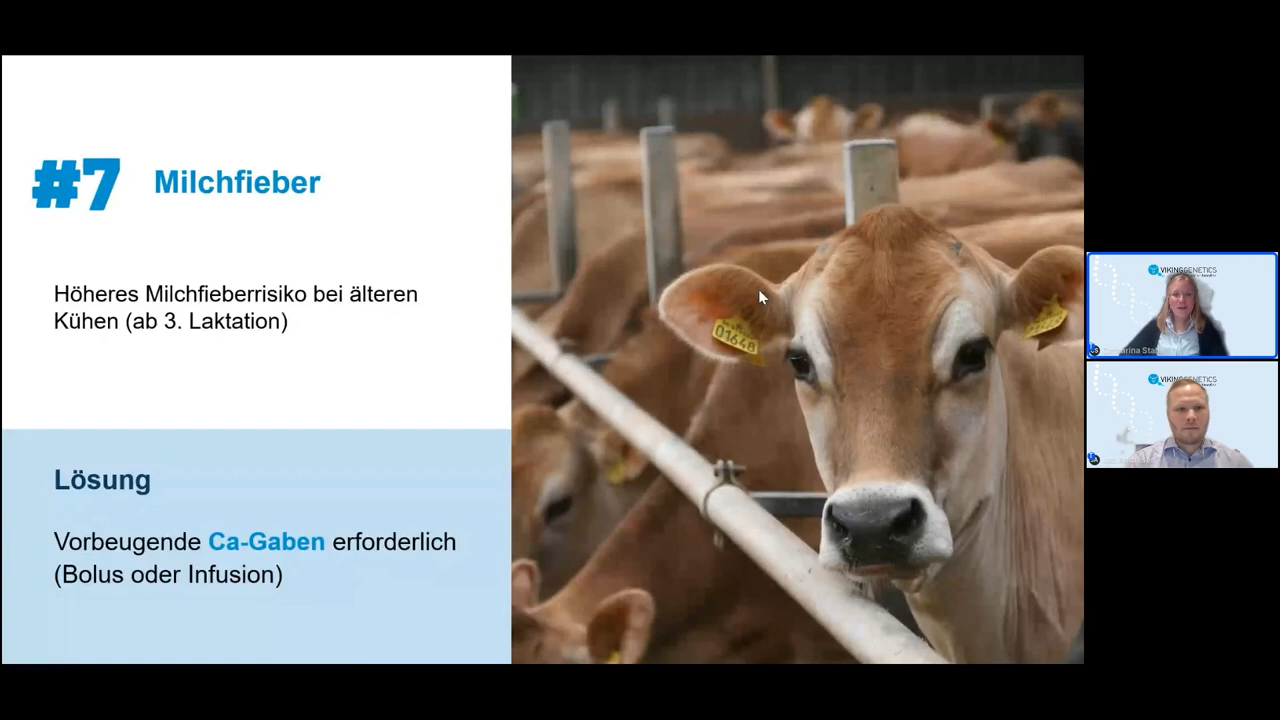 #7 Milchfieber
Höheres Milchfieberrisiko bei älteren
Kühen (ab 3. Laktation)
Lösung
Vorbeugende Ca-Gaben erforderlich
(Bolus oder Infusion)
01648
VIKINGGENETICS
VIKINGGENETICS